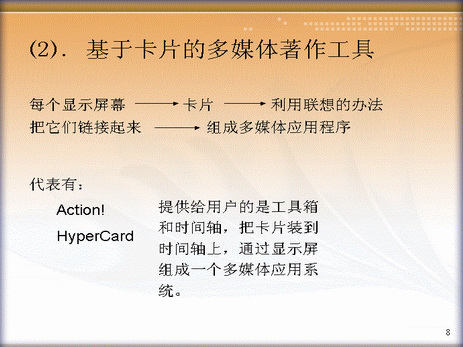 (2). 基于卡片的多媒体著作工具
每个显示屏幕 → 卡片 → 利用联想的办法
把它们链接起来 → 组成多媒体应用程序
代表有：
Action!
HyperCard
提供给用户的是工具箱
和时间轴，把卡片装到
时间轴上，通过显示屏
组成一个多媒体应用系
统。
8